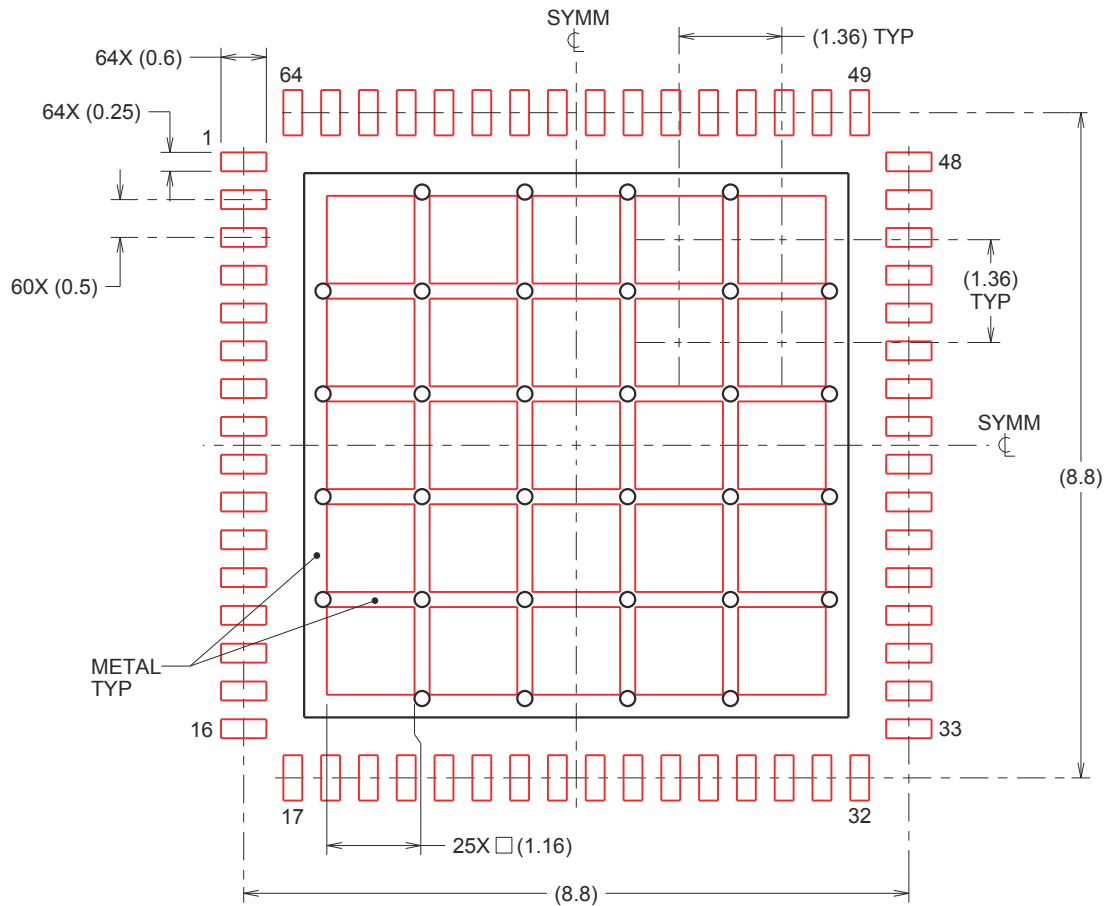 SYMM
℄
(1.36) TYP
64X (0.6)
64
49
64X (0.25)
1
48
60X (0.5)
(1.36)
TYP
SYMM
℄
(8.8)
METAL
TYP
16
33
17
32
25X □ (1.16)
(8.8)